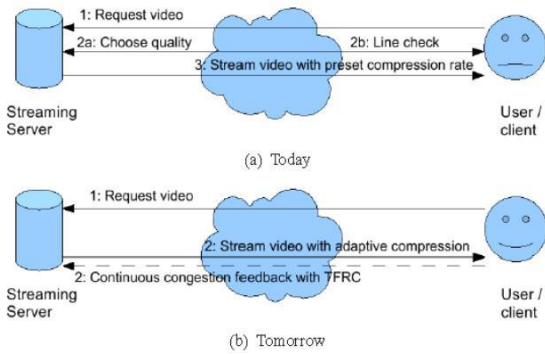 1: Request video
2a: Choose quality
2b: Line check
3: Stream video with preset compression rate
Streaming
Server
User /
client
(a) Today
1: Request video
2: Stream video with adaptive compression
2: Continuous congestion feedback with TFRC
Streaming
Server
User /
client
(b) Tomorrow